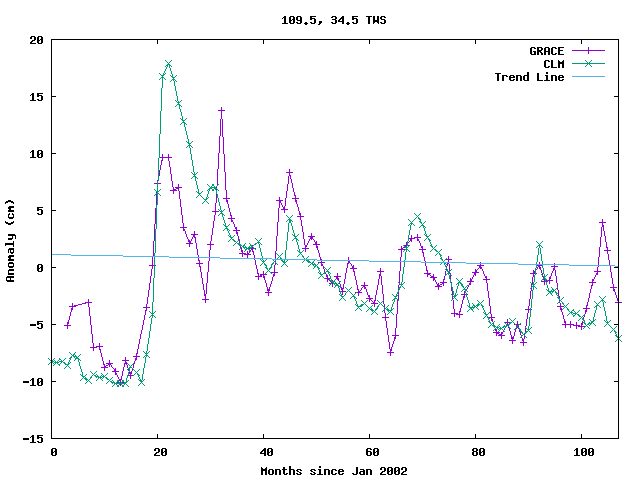 109.5, 34.5 TWS
GRACE
CLM
Trend Line
20
15
10
5
0
-5
-10
-15
Anomaly (cm)
0 20 40 60 80 100
Months since Jan 2002